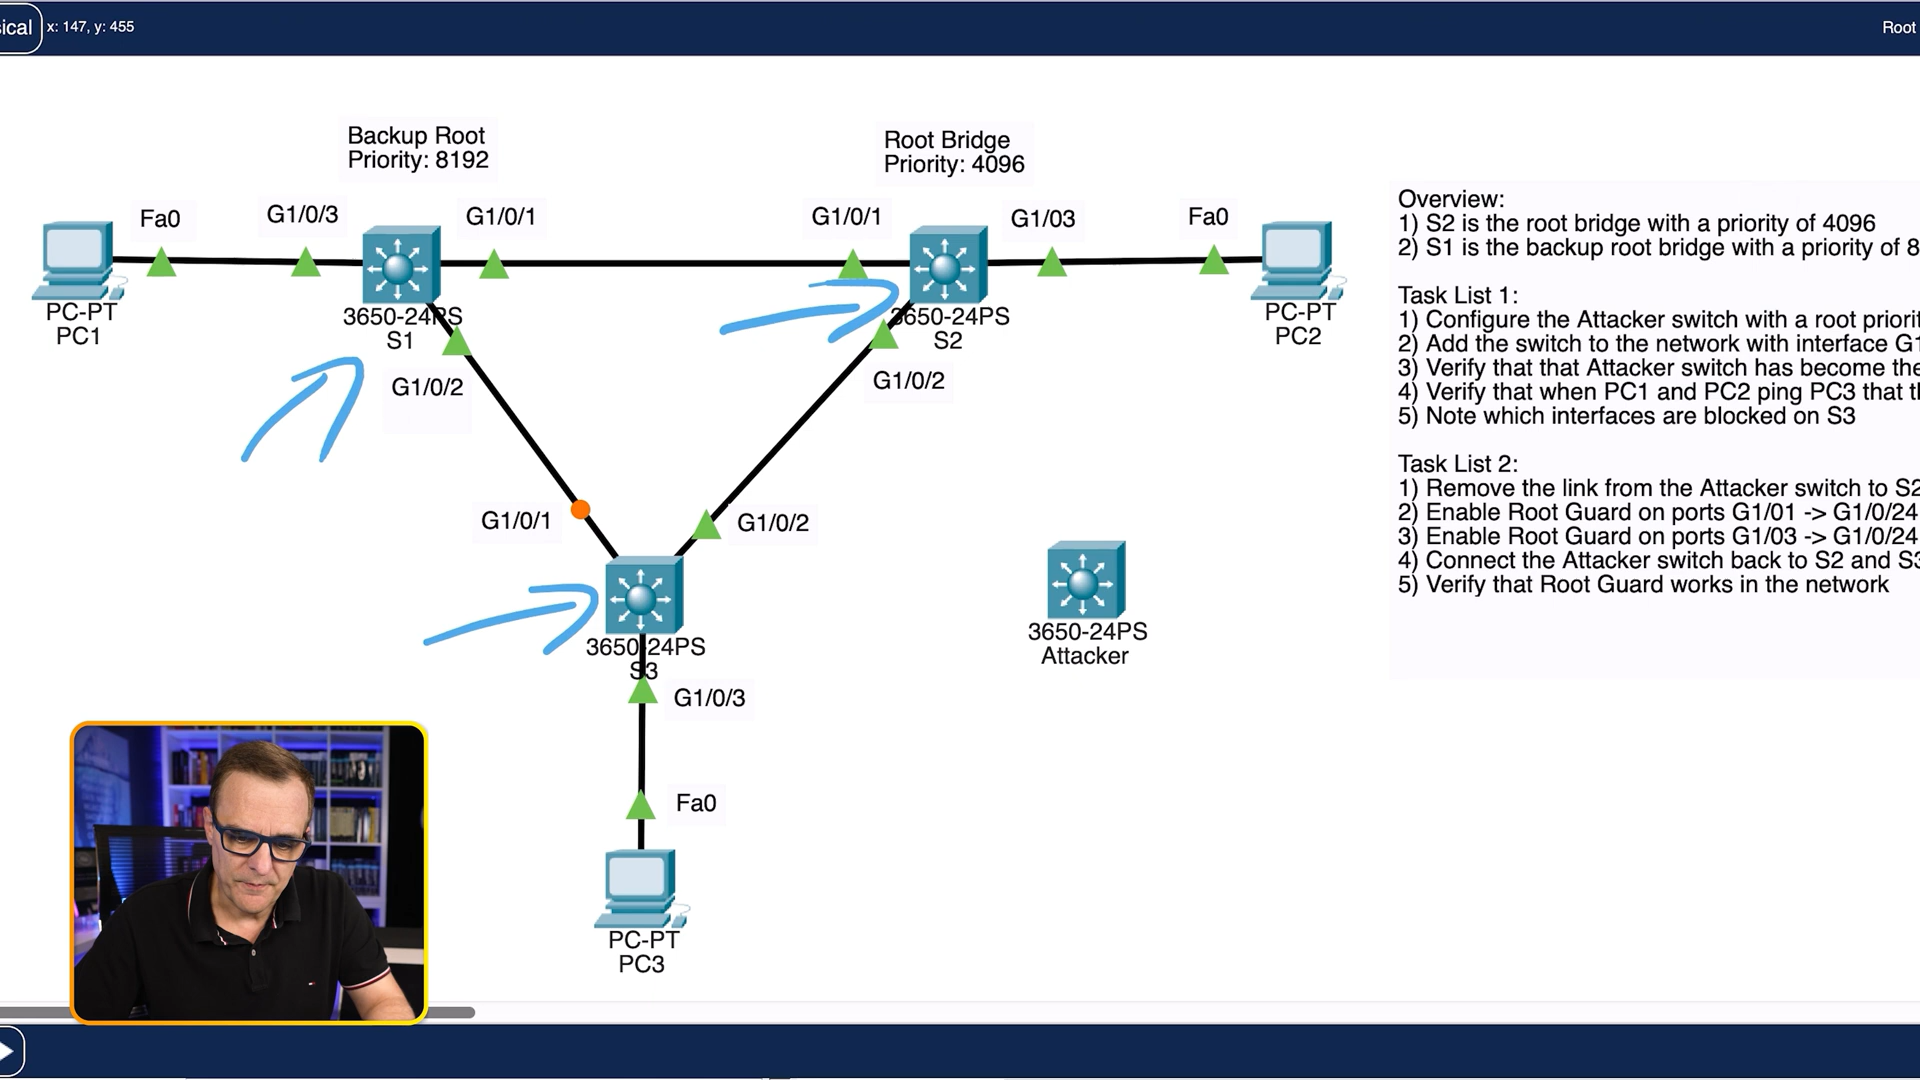 ical
x: 147, y: 455
Root
Backup Root
Priority: 8192
Root Bridge
Priority: 4096
Fa0
G1/0/3
G1/0/1
G1/0/1
G1/03
Fa0
PC-PT
PC1
3650-24PS
S1
3650-24PS
S2
PC-PT
PC2
G1/0/2
G1/0/2
G1/0/1
G1/0/2
3650-24PS
S3
3650-24PS
Attacker
G1/0/3
Fa0
PC-PT
PC3
Overview:
1) S2 is the root bridge with a priority of 4096
2) S1 is the backup root bridge with a priority of 8
Task List 1:
1) Configure the Attacker switch with a root priorit
2) Add the switch to the network with interface G1
3) Verify that that Attacker switch has become the
4) Verify that when PC1 and PC2 ping PC3 that th
5) Note which interfaces are blocked on S3
Task List 2:
1) Remove the link from the Attacker switch to S2
2) Enable Root Guard on ports G1/01 -> G1/0/24
3) Enable Root Guard on ports G1/03 -> G1/0/24
4) Connect the Attacker switch back to S2 and S3
5) Verify that Root Guard works in the network